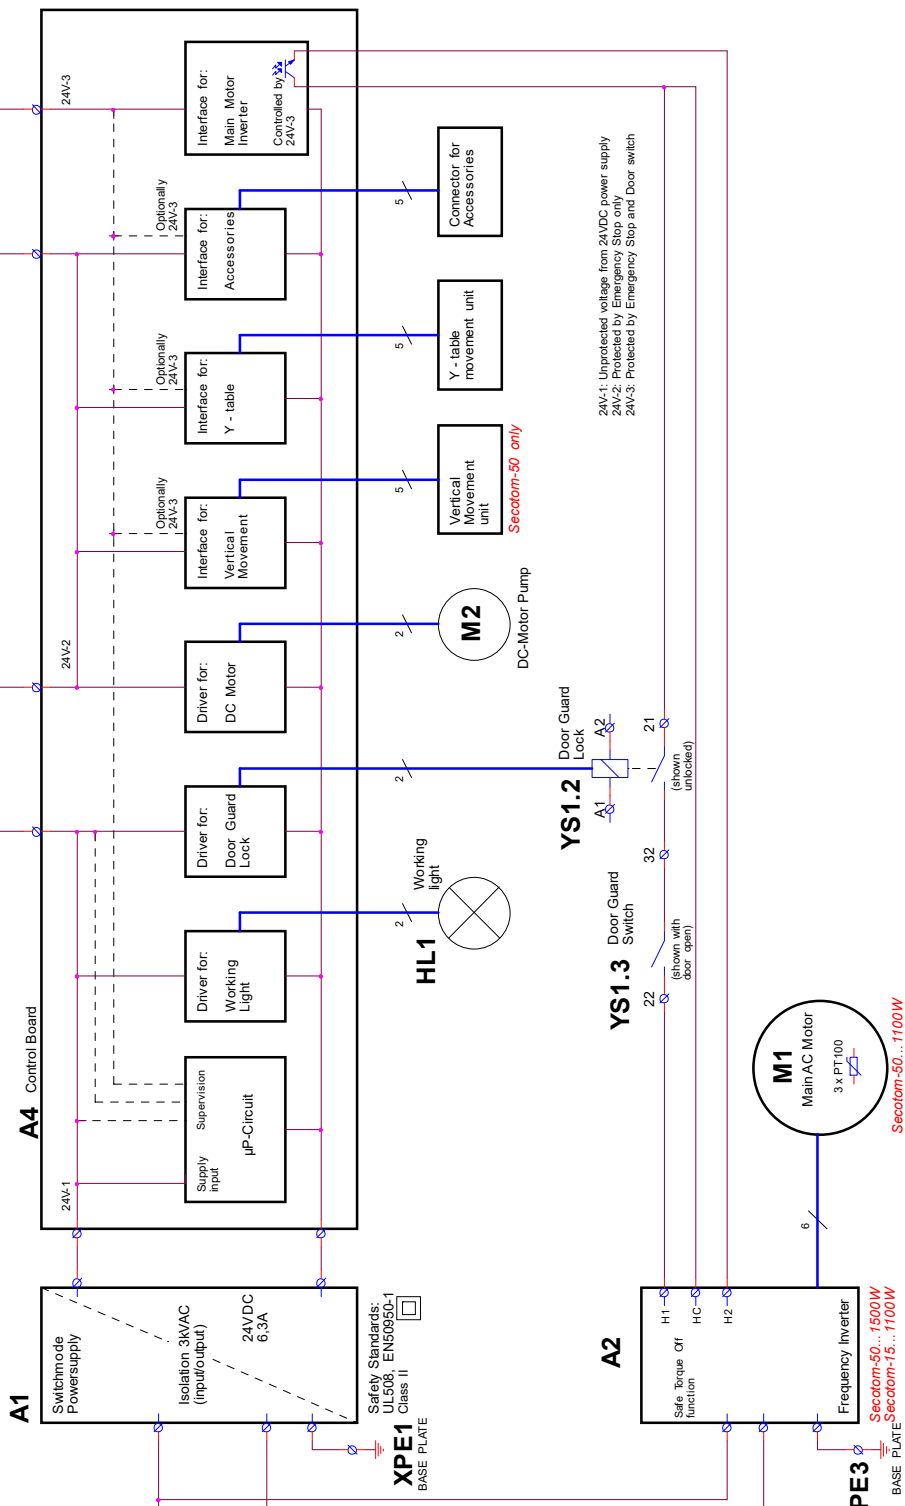 A1
Switchmode
Powersupply
Isolation 3kVAC
(input/output)
24VDC
6,3A
Safety Standards:
UL508, EN50950-1
Class II
XPE1
BASE PLATE
A4 Control Board
24V-1
24V-2
24V-3
Supply
input
Supervision
µP-Circuit
Driver for:
Working
Light
Driver for:
Door Guard
Lock
Driver for:
DC Motor
Interface for:
Vertical
Movement
Optionally
24V-3
Interface for:
Y - table
Optionally
24V-3
Interface for:
Accessories
Optionally
24V-3
Interface for:
Main Motor
Inverter
Controlled by
24V-3
2
HL1
Working
light
2
2
M2
DC-Motor Pump
5
Vertical
Movement
unit
Secotom-50 only
5
Y - table
movement unit
5
Connector for
Accessories
YS1.2
Door Guard
Lock
A1
A2
21
(shown
unlocked)
32
YS1.3
Door Guard
Switch
22
(shown with
door open)
24V-1: Unprotected voltage from 24VDC power supply
24V-2: Protected by Emergency Stop only
24V-3: Protected by Emergency Stop and Door switch
A2
Safe Torque Off
function
H1
HC
H2
Frequency Inverter
Secotom-50...1500W
Secotom-15...1100W
PE3
BASE PLATE
6
M1
Main AC Motor
3 x PT100
Secotom-50...1100W